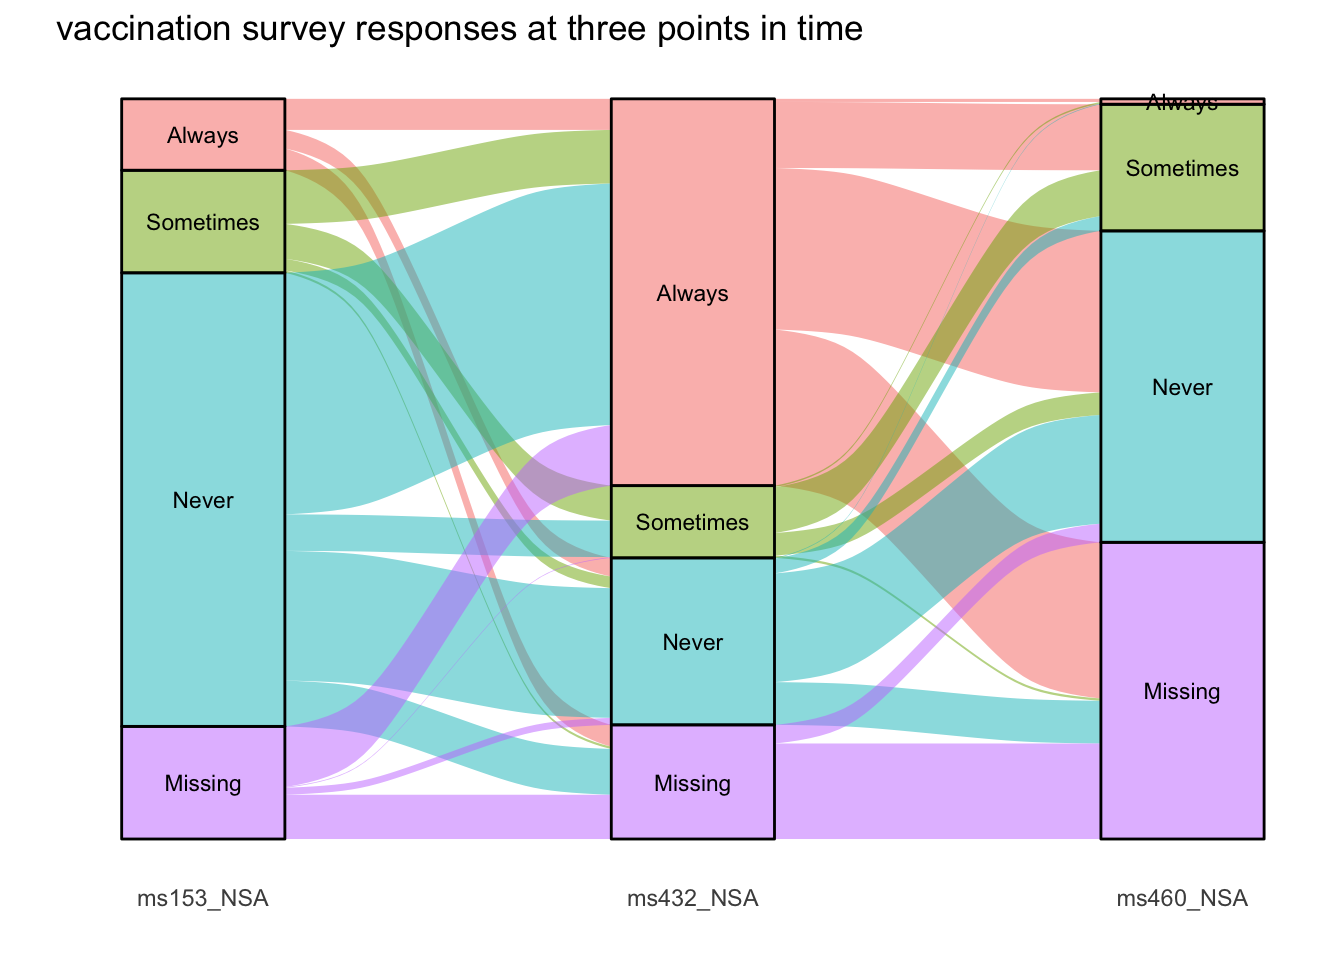 vaccination survey responses at three points in time
Always
Sometimes
Never
Missing
Always
Sometimes
Never
Missing
Always
Sometimes
Never
Missing
ms153_NSA
ms432_NSA
ms460_NSA